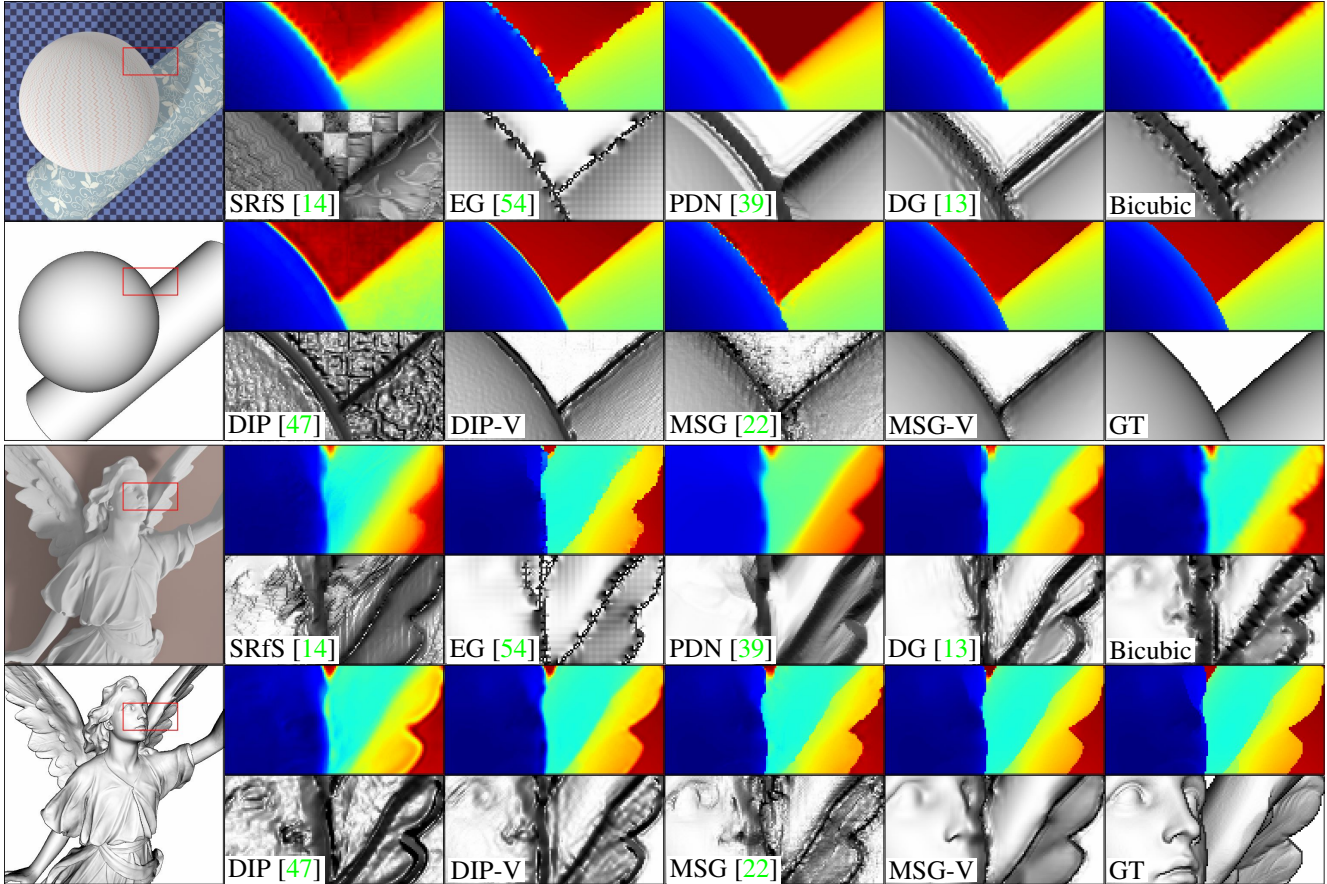 SRfS [14]
EG [54]
PDN [39]
DG [13]
Bicubic
DIP [47]
DIP-V
MSG [22]
MSG-V
GT
SRfS [14]
EG [54]
PDN [39]
DG [13]
Bicubic
DIP [47]
DIP-V
MSG [22]
MSG-V
GT